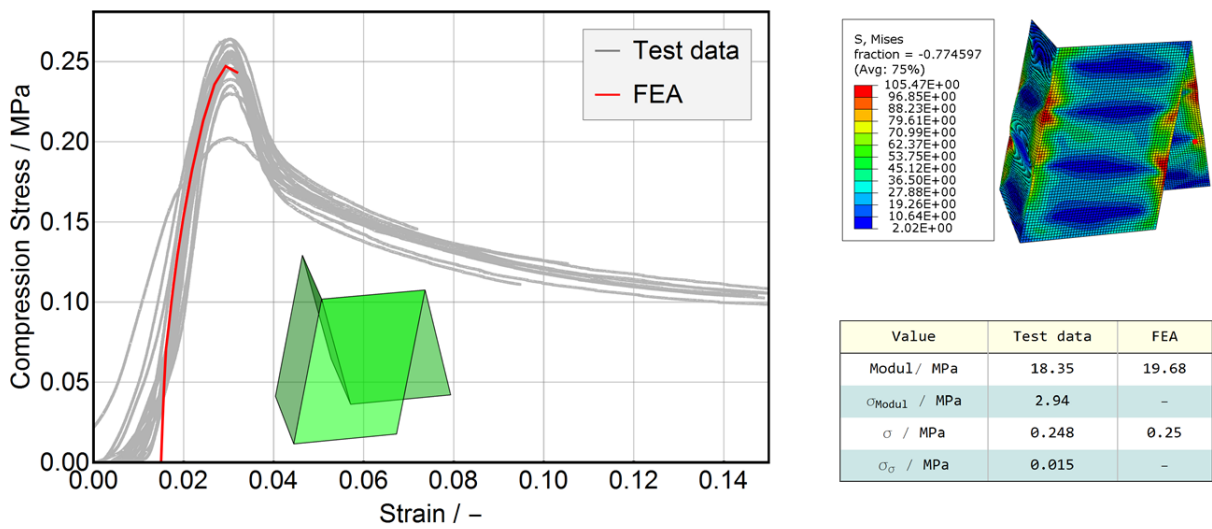 Compression Stress / MPa
0.25
0.20
0.15
0.10
0.05
0.00
0.00 0.02 0.04 0.06 0.08 0.10 0.12 0.14
Strain / –
Test data
FEA
S, Mises
fraction = -0.774597
(Avg: 75%)
105.47E+00
96.85E+00
88.23E+00
79.61E+00
70.99E+00
62.37E+00
53.75E+00
45.12E+00
36.50E+00
27.88E+00
19.26E+00
10.64E+00
2.02E+00
Value Test data FEA
Modul/ MPa 18.35 19.68
σModul / MPa 2.94 –
σ / MPa 0.248 0.25
σσ / MPa 0.015 –